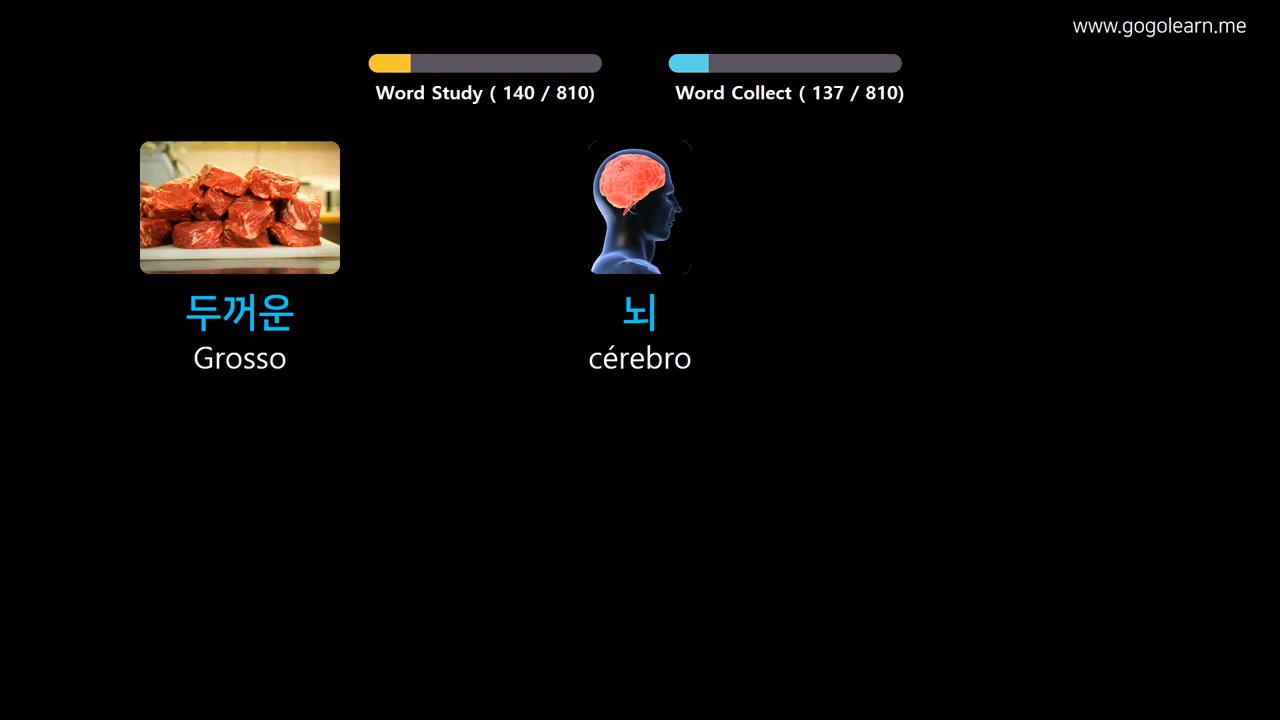 www.gogolearn.me
Word Study ( 140 / 810)
Word Collect ( 137 / 810)
두꺼운
Grosso
뇌
cérebro